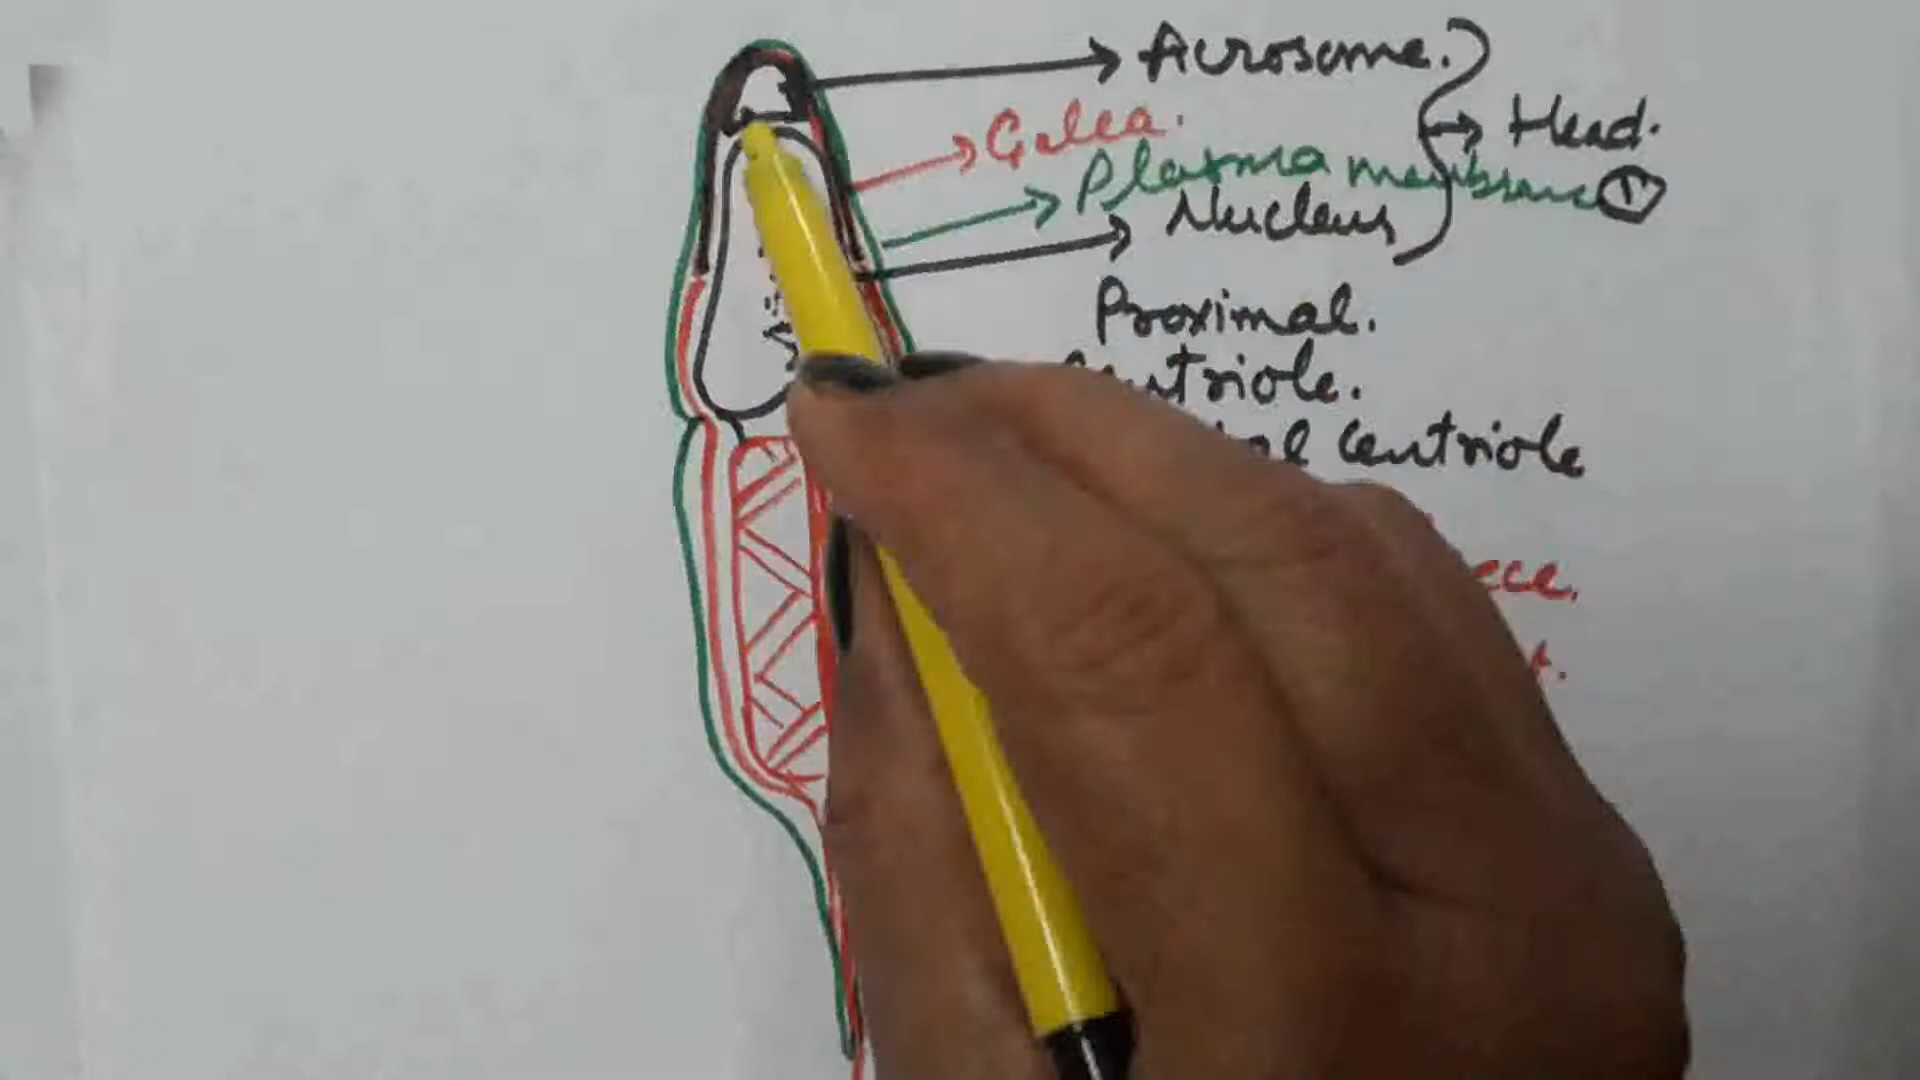 Acrosome.
Head.
Galea.
Plasma membrane
Nucleus
Proximal.
centriole.
centriole